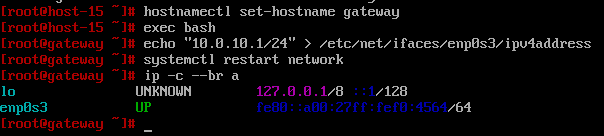 [root@host-15 ~]# hostnamectl set-hostname gateway
[root@host-15 ~]# exec bash
[root@gateway ~]# echo "10.0.10.1/24" > /etc/net/ifaces/enp0s3/ipv4address
[root@gateway ~]# systemctl restart network
[root@gateway ~]# ip -c --br a
lo UNKNOWN 127.0.0.1/8 ::1/128
enp0s3 UP fe80::a00:27ff:fef0:4564/64
[root@gateway ~]# _